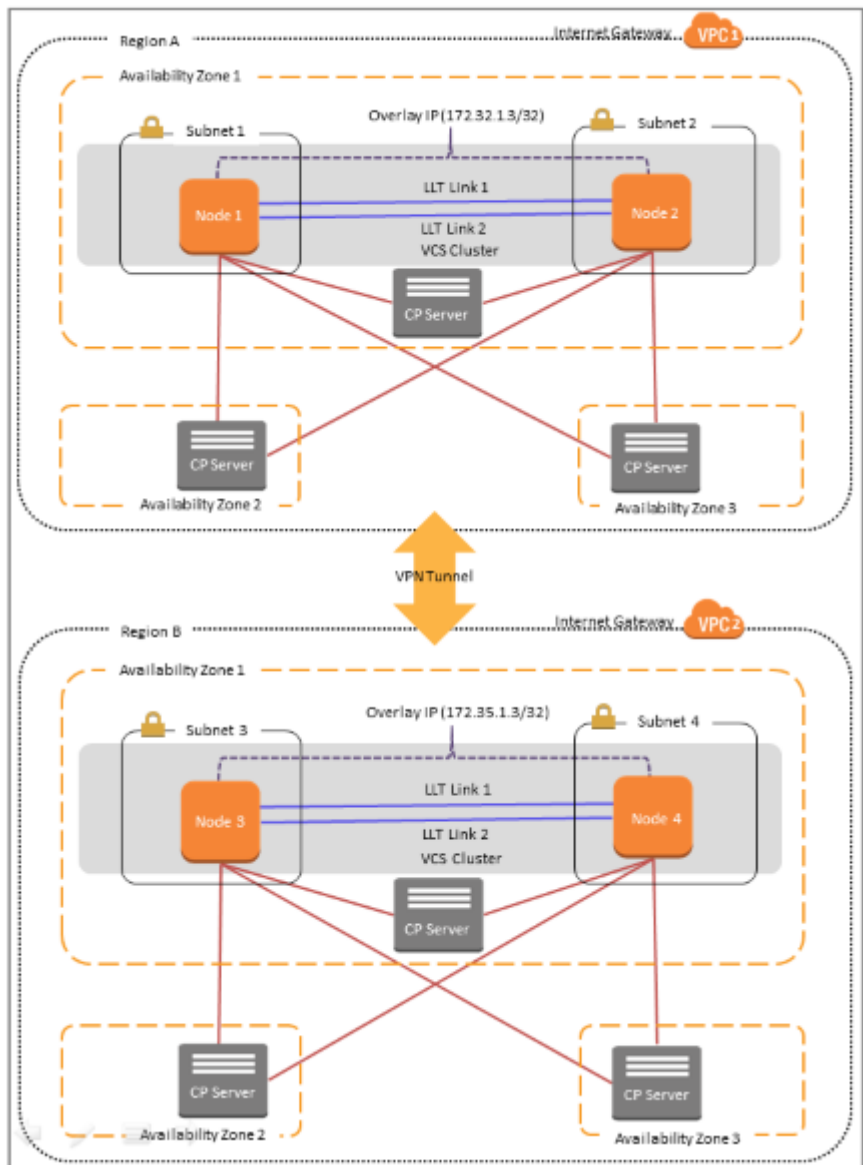 Internet Gateway VPC 1
Region A
Availability Zone 1
Overlay IP (172.32.1.3/32)
Subnet 1
Subnet 2
LLT Link 1
Node 1
Node 2
LLT Link 2
VCS Cluster
CP Server
CP Server
CP Server
Availability Zone 2
Availability Zone 3
VPN Tunnel
Internet Gateway VPC 2
Region B
Availability Zone 1
Overlay IP (172.35.1.3/32)
Subnet 3
Subnet 4
LLT Link 1
Node 3
Node 4
LLT Link 2
VCS Cluster
CP Server
CP Server
CP Server
Availability Zone 2
Availability Zone 3